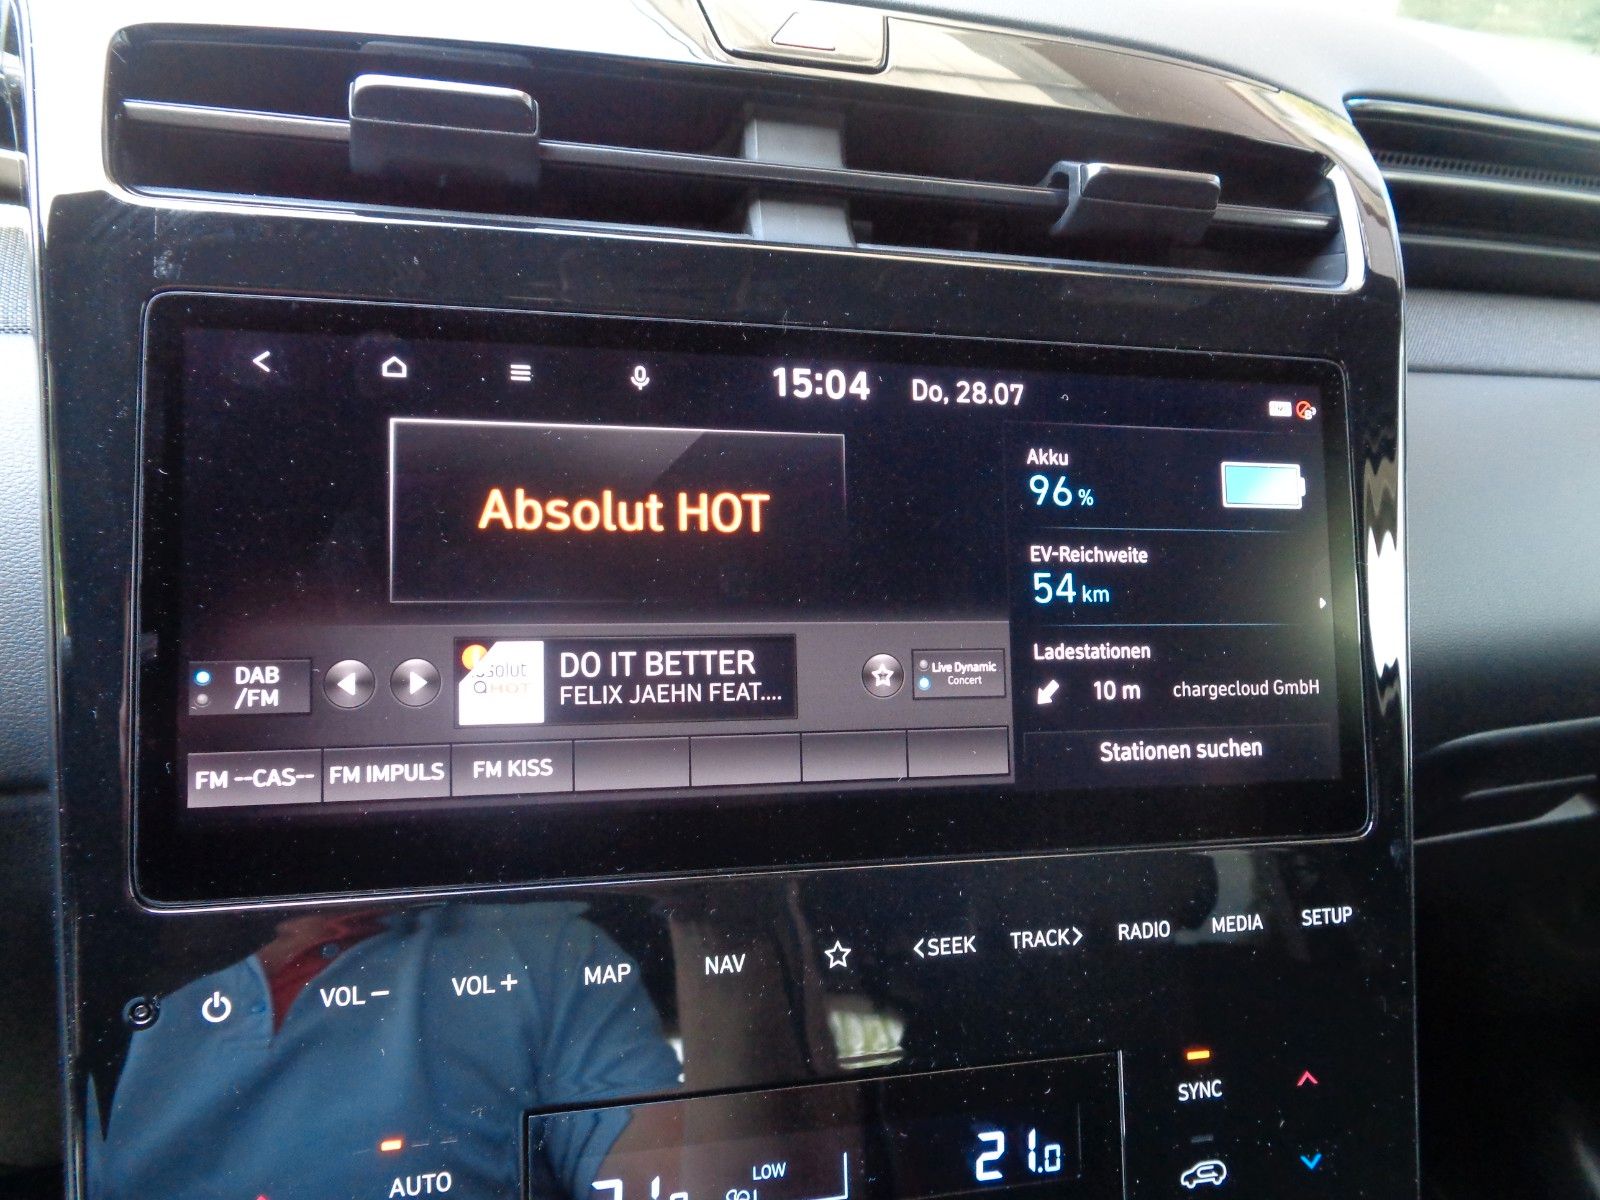 15:04 Do, 28.07
Absolut HOT
Akku
96 %
EV-Reichweite
54 km
Ladestationen
10 m chargecloud GmbH
Stationen suchen
DAB
/FM
HOT
DO IT BETTER
FELIX JAEHN FEAT....
Live Dynamic
Concert
FM --CAS-- FM IMPULS FM KISS
VOL − VOL + MAP NAV <SEEK TRACK> RADIO MEDIA SETUP
SYNC
AUTO
LOW
21.0